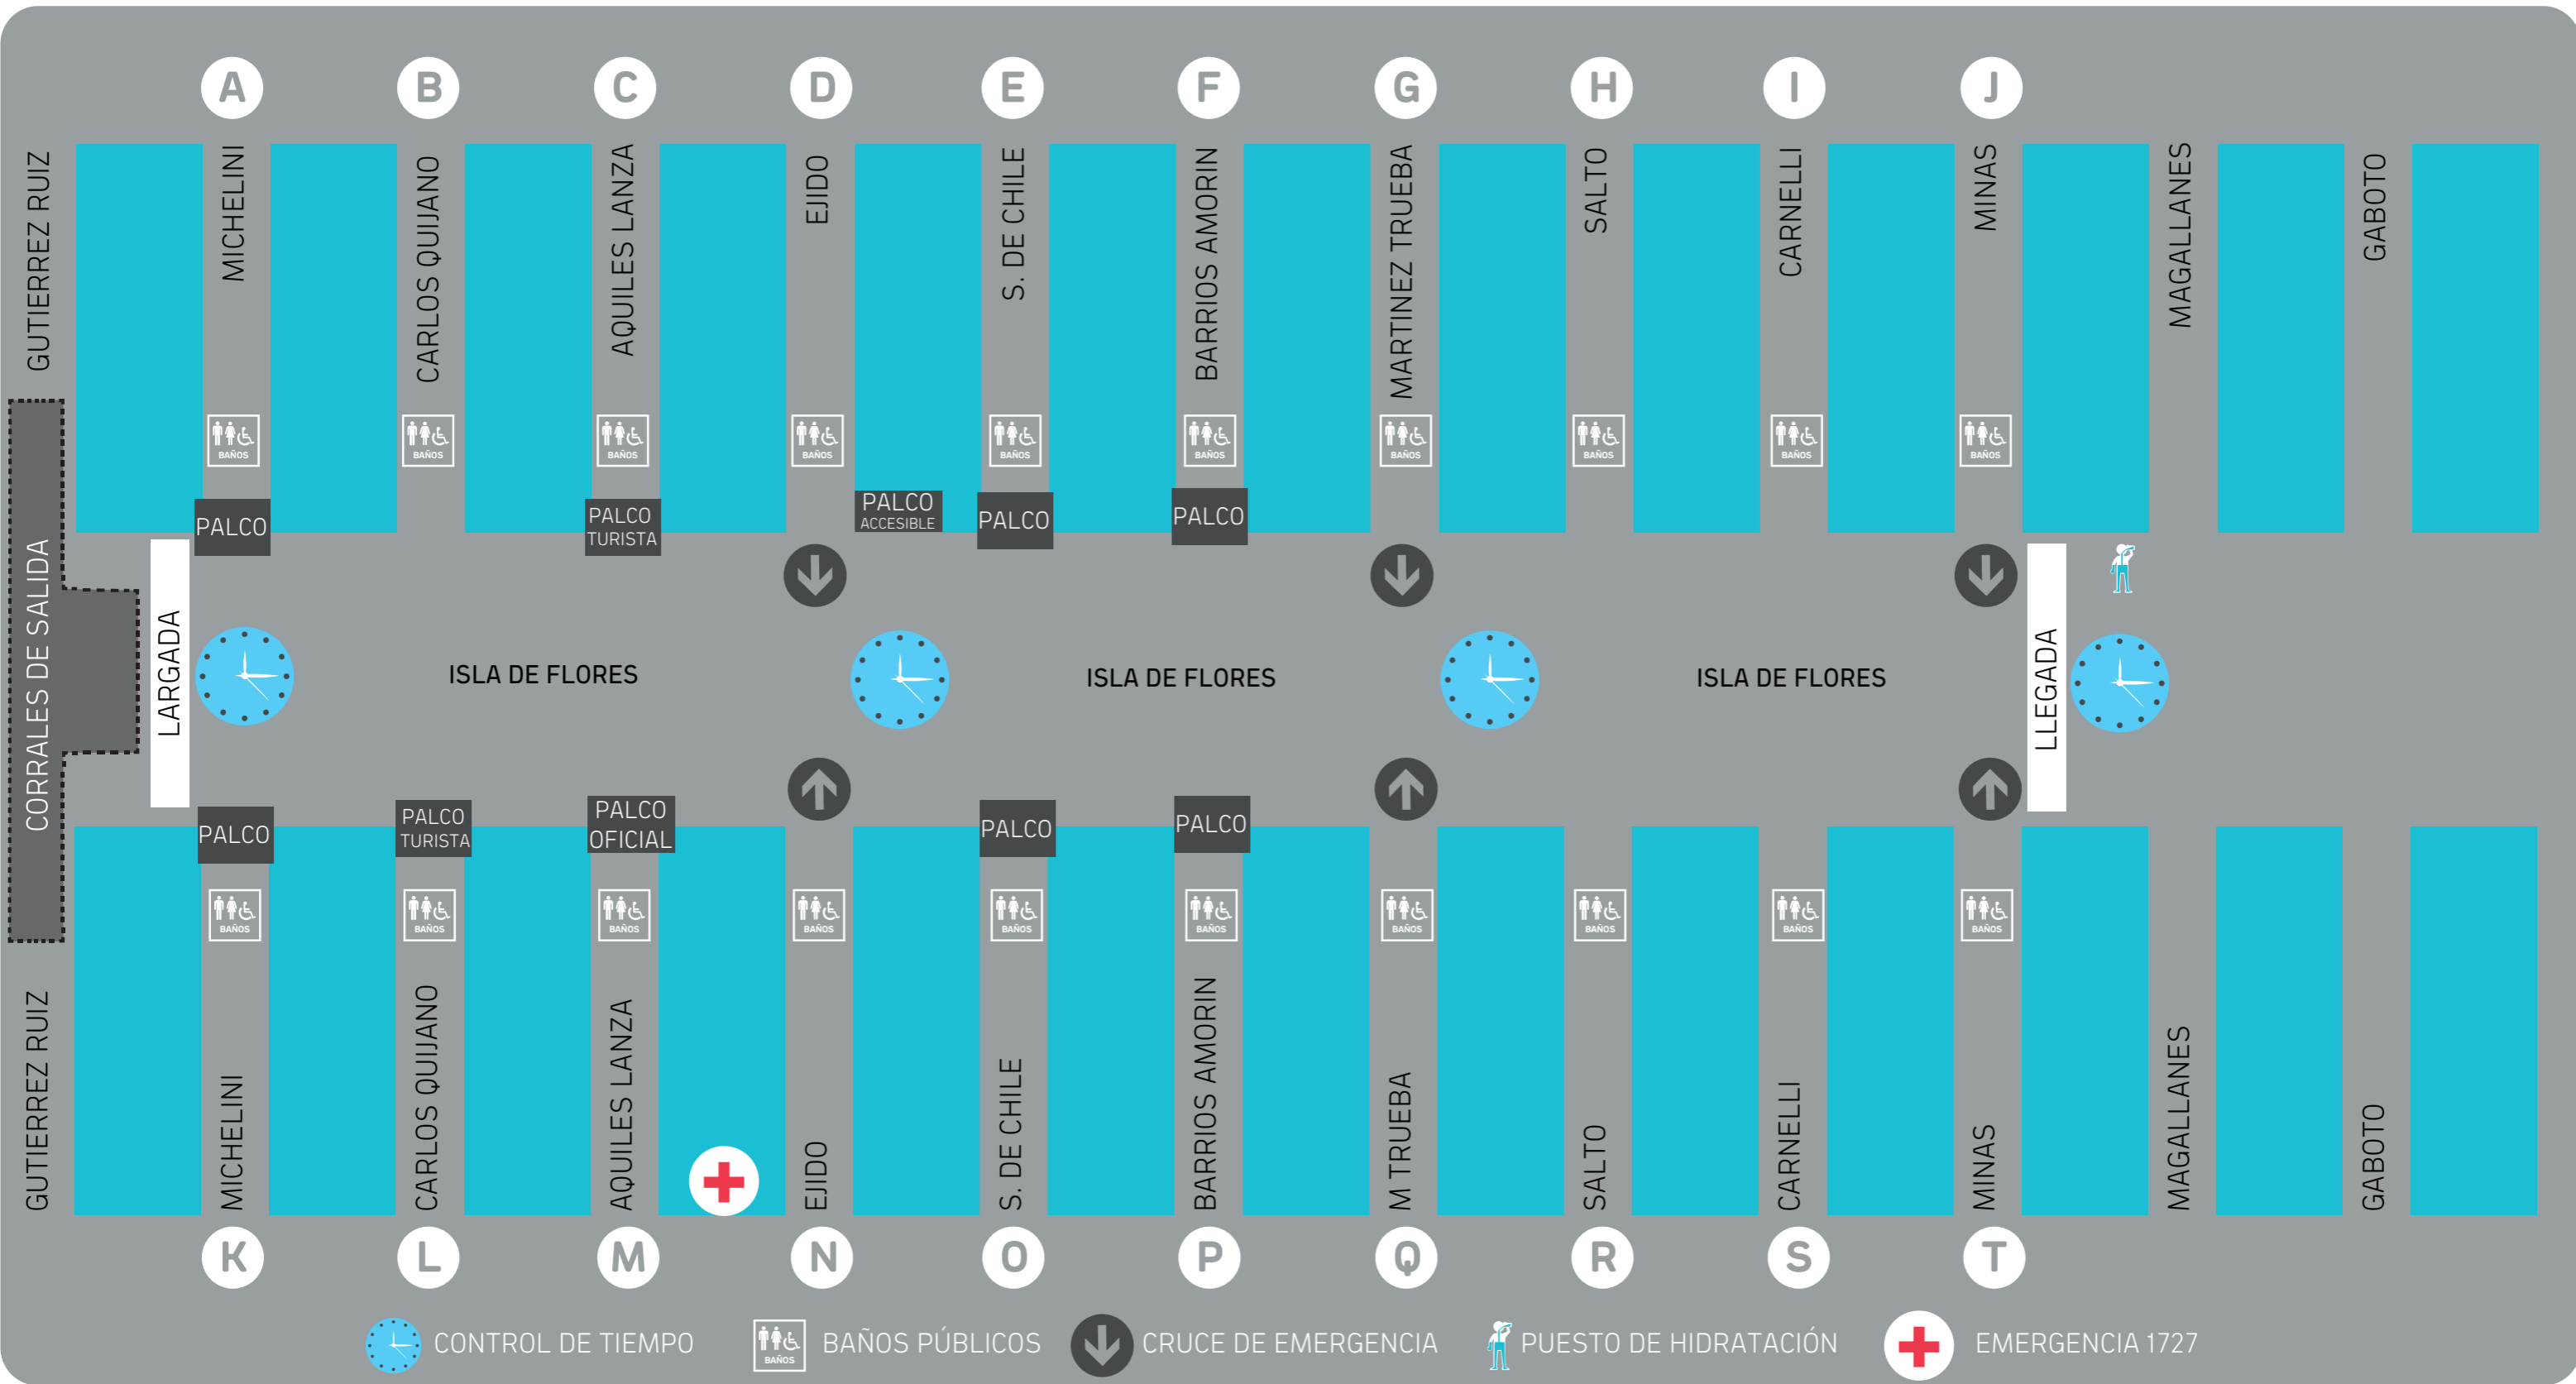 A B C D E F G H I J
GUTIERREZ RUIZ
MICHELINI
CARLOS QUIJANO
AQUILES LANZA
EJIDO
S. DE CHILE
BARRIOS AMORIN
MARTINEZ TRUEBA
SALTO
CARNELLI
MINAS
MAGALLANES
GABOTO
BAÑOS
BAÑOS
BAÑOS
BAÑOS
BAÑOS
BAÑOS
BAÑOS
BAÑOS
BAÑOS
BAÑOS
PALCO
PALCO
TURISTA
PALCO
ACCESIBLE
PALCO
PALCO
CORRALES DE SALIDA
LARGADA
ISLA DE FLORES
ISLA DE FLORES
ISLA DE FLORES
LLEGADA
PALCO
PALCO
TURISTA
PALCO
OFICIAL
PALCO
PALCO
BAÑOS
BAÑOS
BAÑOS
BAÑOS
BAÑOS
BAÑOS
BAÑOS
BAÑOS
BAÑOS
BAÑOS
GUTIERREZ RUIZ
MICHELINI
CARLOS QUIJANO
AQUILES LANZA
EJIDO
S. DE CHILE
BARRIOS AMORIN
M TRUEBA
SALTO
CARNELLI
MINAS
MAGALLANES
GABOTO
K L M N O P Q R S T
CONTROL DE TIEMPO
BAÑOS
BAÑOS PÚBLICOS
CRUCE DE EMERGENCIA
PUESTO DE HIDRATACIÓN
EMERGENCIA 1727